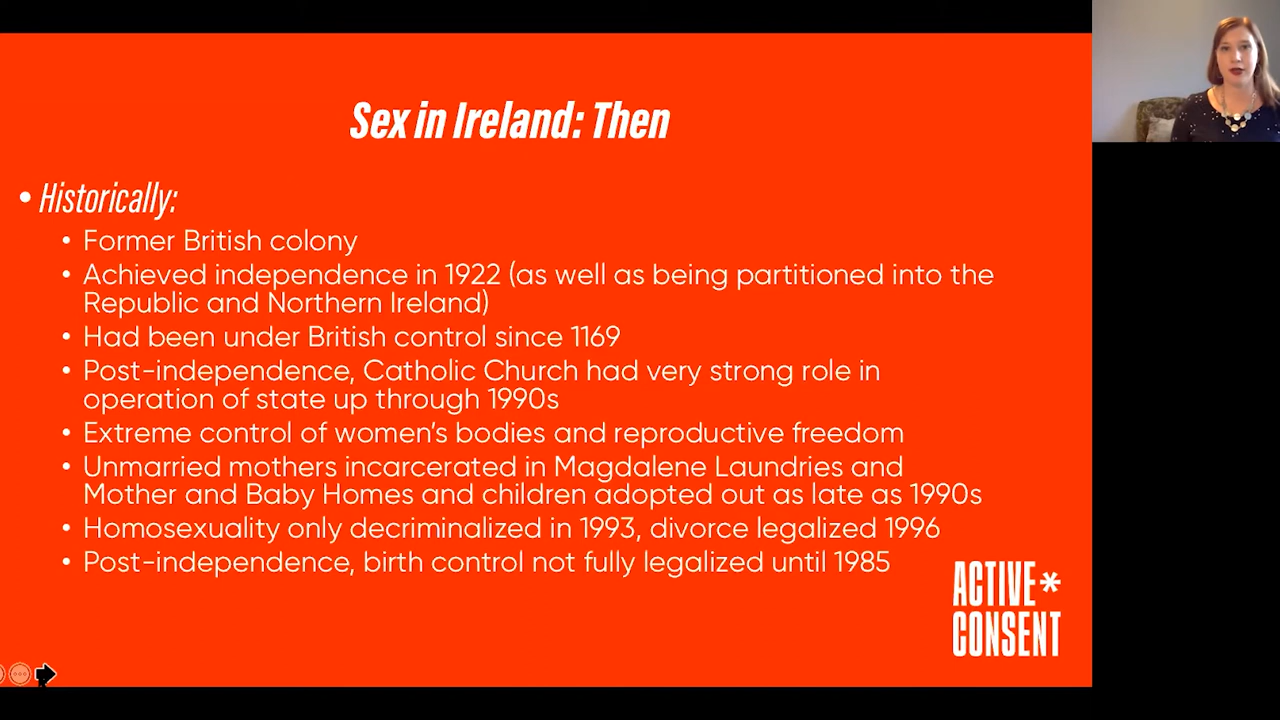 Sex in Ireland: Then
• Historically:
• Former British colony
• Achieved independence in 1922 (as well as being partitioned into the
Republic and Northern Ireland)
• Had been under British control since 1169
• Post-independence, Catholic Church had very strong role in
operation of state up through 1990s
• Extreme control of women's bodies and reproductive freedom
• Unmarried mothers incarcerated in Magdalene Laundries and
Mother and Baby Homes and children adopted out as late as 1990s
• Homosexuality only decriminalized in 1993, divorce legalized 1996
• Post-independence, birth control not fully legalized until 1985
ACTIVE*
CONSENT